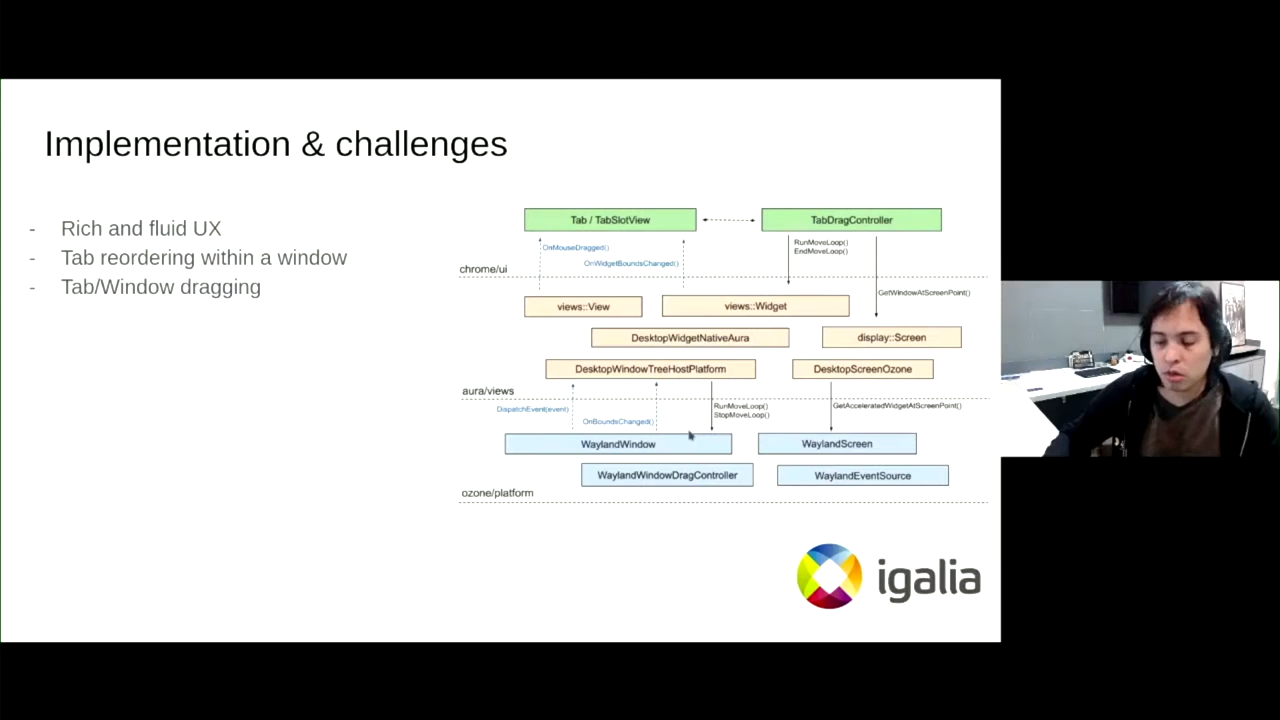 Implementation & challenges
- Rich and fluid UX
- Tab reordering within a window
- Tab/Window dragging
Tab / TabSlotView
TabDragController
OnMouseDragged()
OnWidgetBoundsChanged()
RunMoveLoop()
EndMoveLoop()
chrome/ui
GetWindowAtScreenPoint()
views::View
views::Widget
DesktopWidgetNativeAura
display::Screen
DesktopWindowTreeHostPlatform
DesktopScreenOzone
aura/views
DispatchEvent(event)
OnBoundsChanged()
RunMoveLoop()
StopMoveLoop()
GetAcceleratedWidgetAtScreenPoint()
WaylandWindow
WaylandScreen
WaylandWindowDragController
WaylandEventSource
ozone/platform
igalia